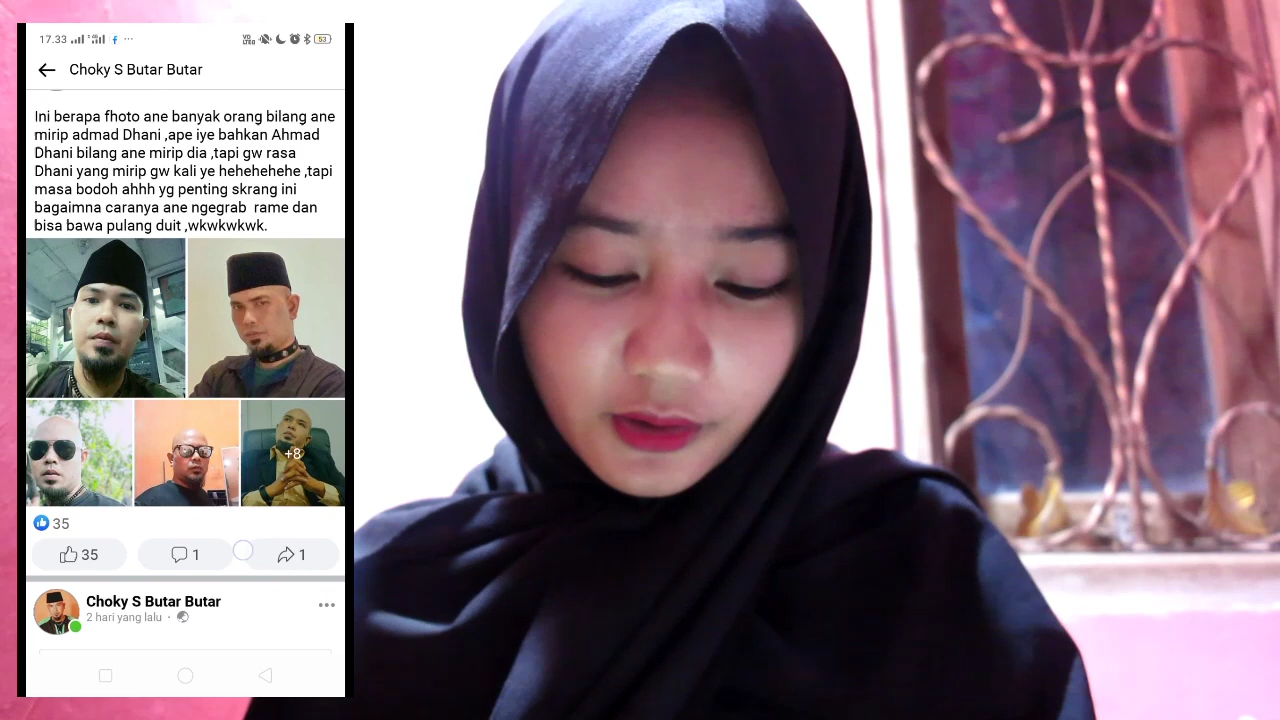 17.33
VO LTE 53
Choky S Butar Butar
Ini berapa fhoto ane banyak orang bilang ane
mirip admad Dhani ,ape iye bahkan Ahmad
Dhani bilang ane mirip dia ,tapi gw rasa
Dhani yang mirip gw kali ye hehehehehe ,tapi
masa bodoh ahhh yg penting skrang ini
bagaimna caranya ane ngegrab  rame dan
bisa bawa pulang duit ,wkwkwkwk.
+8
35
35 1 1
Choky S Butar Butar
2 hari yang lalu ·